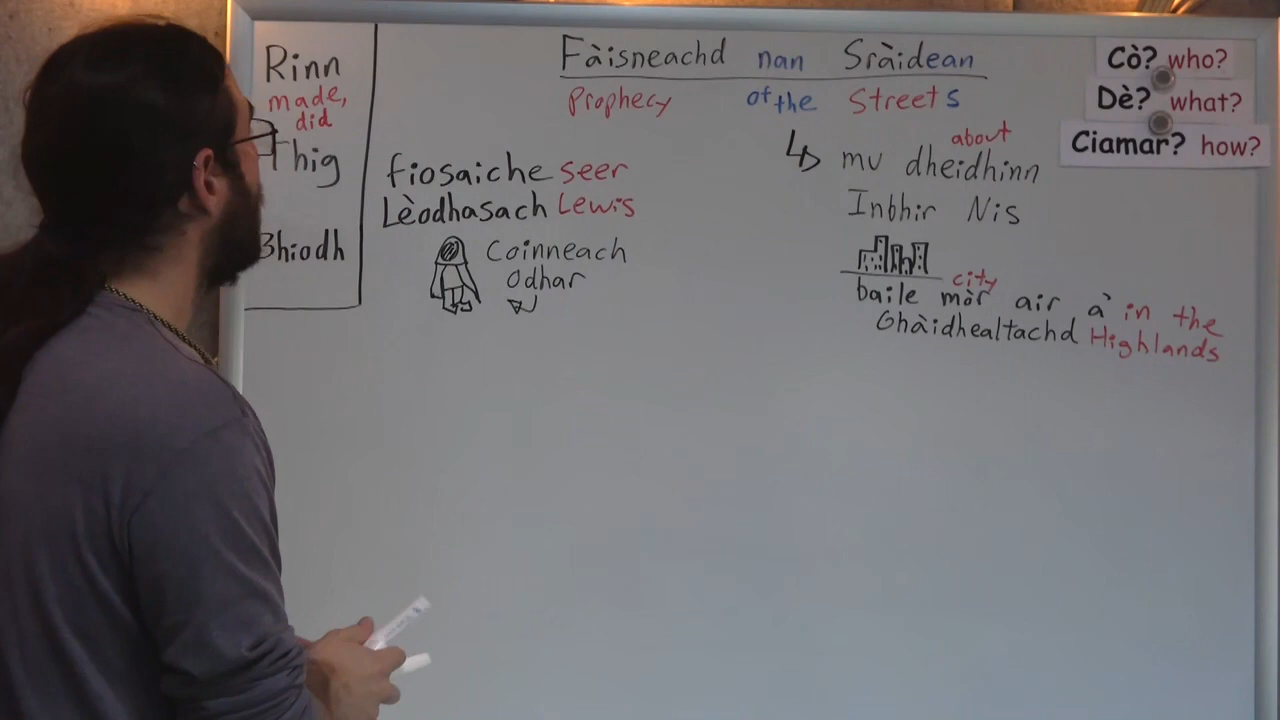 Rinn
made,
did
Thig
Bhiodh
Fàisneachd nan Sràidean
Prophecy of the Streets
about
mu dheidhinn
Inbhir Nis
city
baile mòr air a' in the
Ghàidhealtachd Highlands
fiosaiche seer
Lèodhasach Lewis
Coinneach
Odhar
Cò? who?
Dè? what?
Ciamar? how?